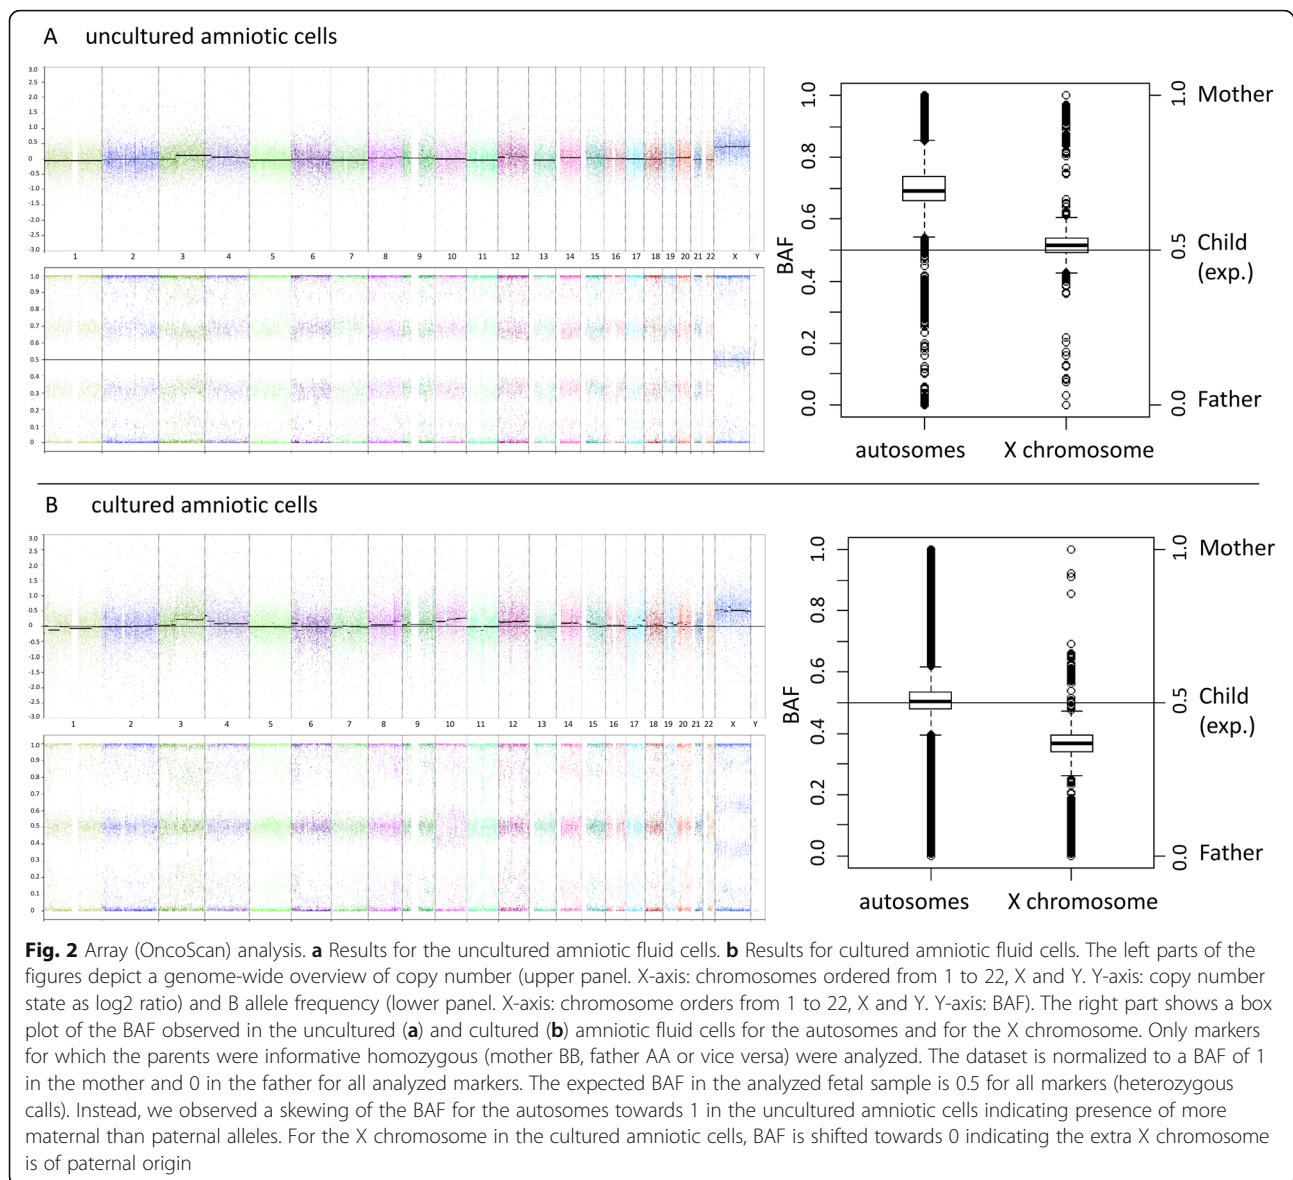 A uncultured amniotic cells
3.0
2.5
2.0
1.5
1.0
0.5
0
-0.5
-1.0
-1.5
-2.0
-2.5
-3.0
1 2 3 4 5 6 7 8 9 10 11 12 13 14 15 16 17 18 19 20 21 22 X Y
1.0
0.9
0.8
0.7
0.6
0.5
0.4
0.3
0.2
0.1
0
BAF
1.0
0.8
0.6
0.4
0.2
0.0
autosomes X chromosome
1.0 Mother
0.5 Child
(exp.)
0.0 Father
B cultured amniotic cells
3.0
2.5
2.0
1.5
1.0
0.5
0
-0.5
-1.0
-1.5
-2.0
-2.5
-3.0
1 2 3 4 5 6 7 8 9 10 11 12 13 14 15 16 17 18 19 20 21 22 X Y
1.0
0.9
0.8
0.7
0.6
0.5
0.4
0.3
0.2
0.1
0
BAF
1.0
0.8
0.6
0.4
0.2
0.0
autosomes X chromosome
1.0 Mother
0.5 Child
(exp.)
0.0 Father
Fig. 2 Array (OncoScan) analysis. a Results for the uncultured amniotic fluid cells. b Results for cultured amniotic fluid cells. The left parts of the
figures depict a genome-wide overview of copy number (upper panel. X-axis: chromosomes ordered from 1 to 22, X and Y. Y-axis: copy number
state as log2 ratio) and B allele frequency (lower panel. X-axis: chromosome orders from 1 to 22, X and Y. Y-axis: BAF). The right part shows a box
plot of the BAF observed in the uncultured (a) and cultured (b) amniotic fluid cells for the autosomes and for the X chromosome. Only markers
for which the parents were informative homozygous (mother BB, father AA or vice versa) were analyzed. The dataset is normalized to a BAF of 1
in the mother and 0 in the father for all analyzed markers. The expected BAF in the analyzed fetal sample is 0.5 for all markers (heterozygous
calls). Instead, we observed a skewing of the BAF for the autosomes towards 1 in the uncultured amniotic cells indicating presence of more
maternal than paternal alleles. For the X chromosome in the cultured amniotic cells, BAF is shifted towards 0 indicating the extra X chromosome
is of paternal origin